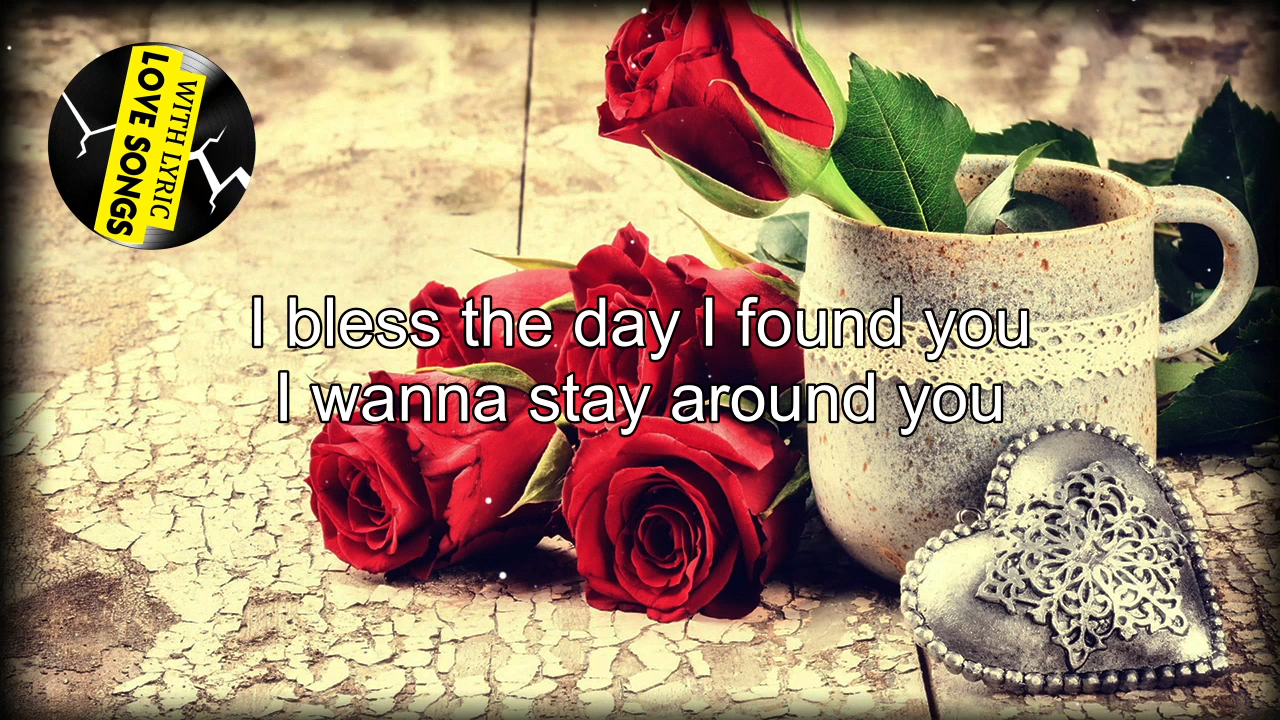 LOVE SONGS
WITH LYRIC
I bless the day I found you
I wanna stay around you